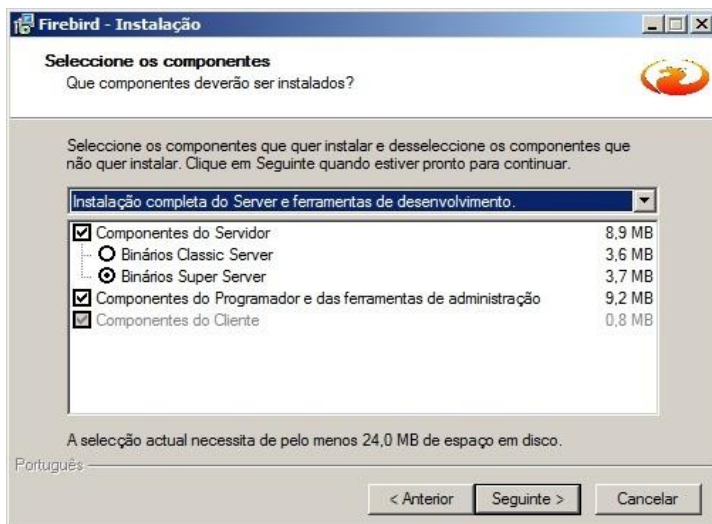 Firebird - Instalação
Seleccione os componentes
Que componentes deverão ser instalados?
Seleccione os componentes que quer instalar e desseleccione os componentes que
não quer instalar. Clique em Seguinte quando estiver pronto para continuar.
Instalação completa do Server e ferramentas de desenvolvimento.
Componentes do Servidor 8,9 MB
Binários Classic Server 3,6 MB
Binários Super Server 3,7 MB
Componentes do Programador e das ferramentas de administração 9,2 MB
Componentes do Cliente 0,8 MB
A selecção actual necessita de pelo menos 24,0 MB de espaço em disco.
Português
< Anterior Seguinte > Cancelar